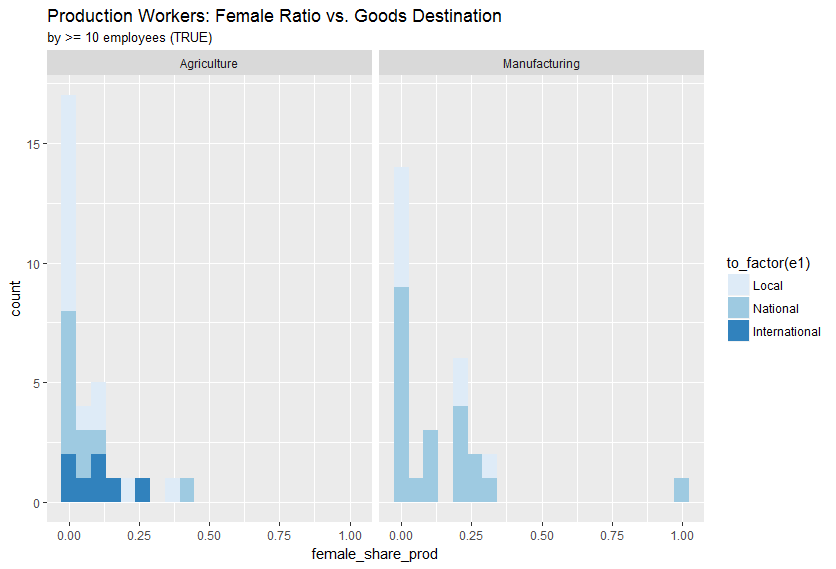 Production Workers: Female Ratio vs. Goods Destination
by >= 10 employees (TRUE)
Agriculture
Manufacturing
15
10
5
0
count
0.00 0.25 0.50 0.75 1.00
0.00 0.25 0.50 0.75 1.00
female_share_prod
to_factor(e1)
Local
National
International